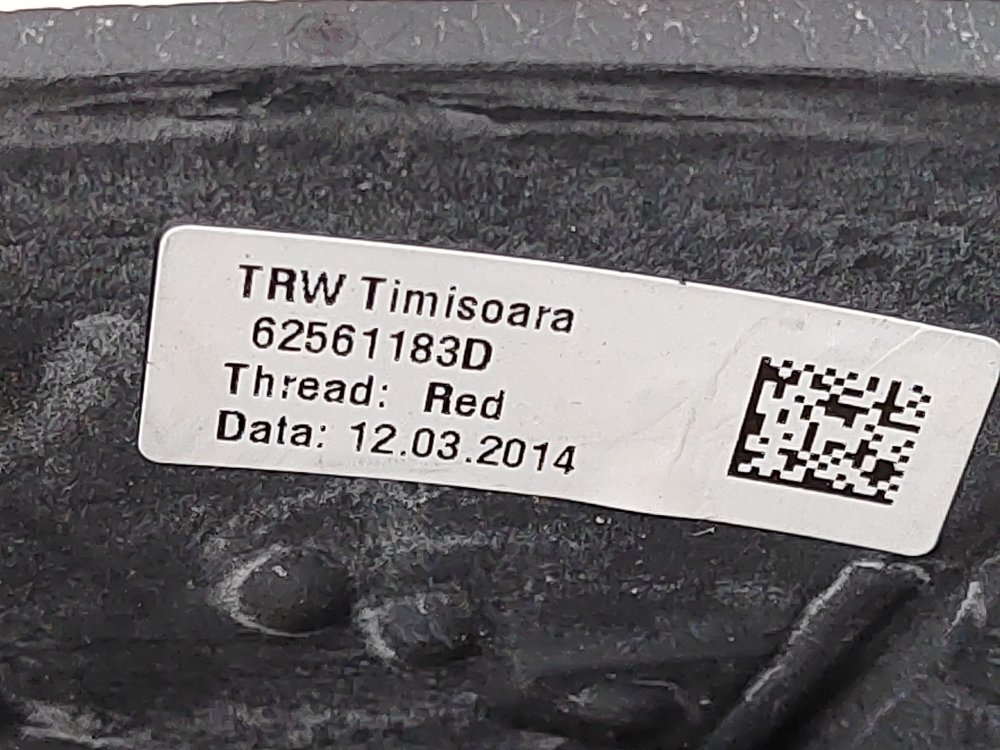 TRW Timisoara
62561183D
Thread: Red
Data: 12.03.2014